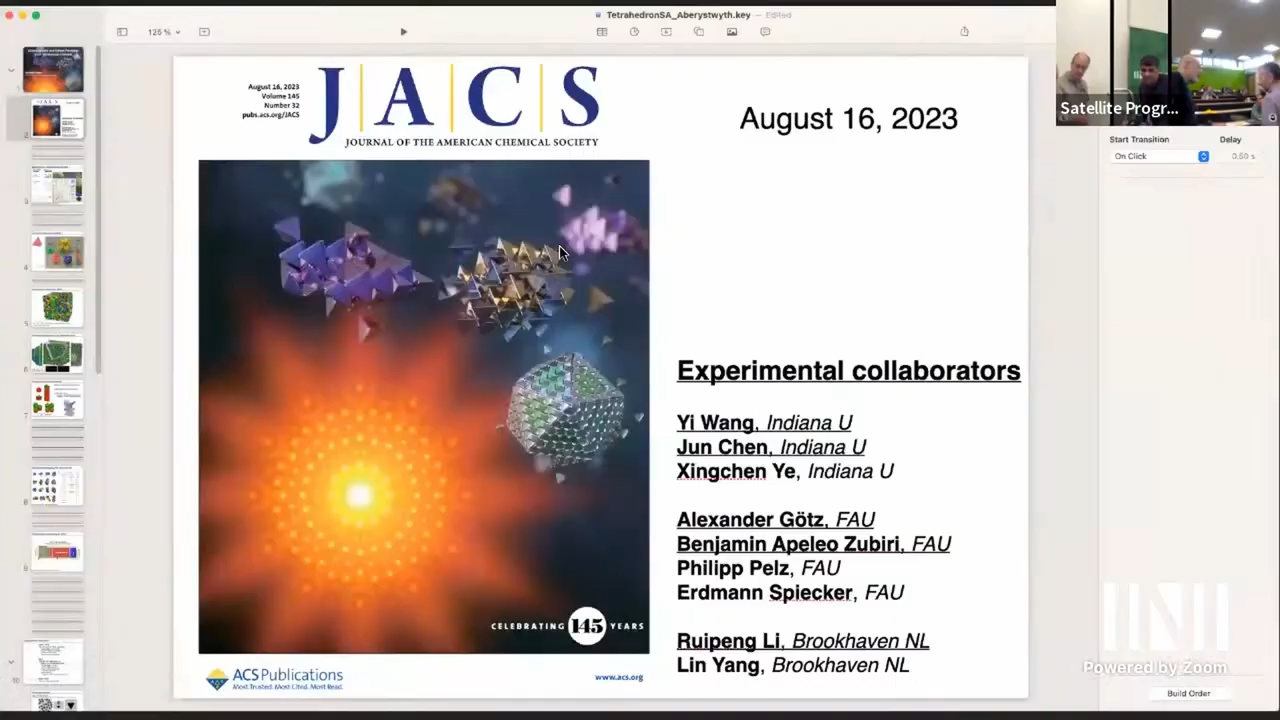 TetrahedronSA_Aberystwyth.key — Edited
125 %
Satellite Progr...
Start Transition
Delay
On Click
0.50 s
August 16, 2023
Volume 145
Number 32
pubs.acs.org/JACS
JACS
JOURNAL OF THE AMERICAN CHEMICAL SOCIETY
August 16, 2023
Experimental collaborators
Yi Wang, Indiana U
Jun Chen, Indiana U
Xingchen Ye, Indiana U
Alexander Götz, FAU
Benjamin Apeleo Zubiri, FAU
Philipp Pelz, FAU
Erdmann Spiecker, FAU
Ruipeng Li, Brookhaven NL
Lin Yang, Brookhaven NL
CELEBRATING 145 YEARS
ACS Publications
Most Trusted. Most Cited. Most Read.
www.acs.org
Powered by Zoom
Build Order